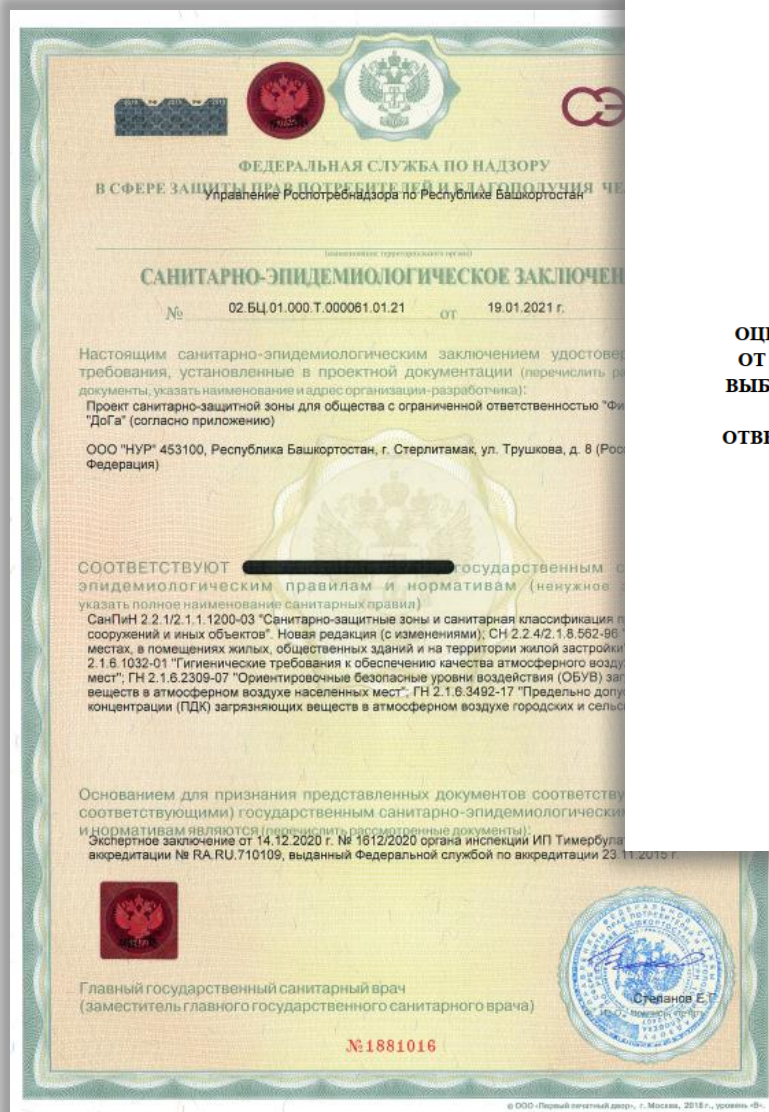 СЭ
ФЕДЕРАЛЬНАЯ СЛУЖБА ПО НАДЗОРУ
В СФЕРЕ ЗАЩИТЫ ПРАВ ПОТРЕБИТЕЛЕЙ И БЛАГОПОЛУЧИЯ ЧЕ
Управление Роспотребнадзора по Республике Башкортостан
(наименование территориального органа)
САНИТАРНО-ЭПИДЕМИОЛОГИЧЕСКОЕ ЗАКЛЮЧЕН
№ 02.БЦ.01.000.Т.000061.01.21 от 19.01.2021 г.
Настоящим санитарно-эпидемиологическим заключением удостовер
требования, установленные в проектной документации (перечислить ра
документы, указать наименование и адрес организации-разработчика):
Проект санитарно-защитной зоны для общества с ограниченной ответственностью "Фи
"ДоГа" (согласно приложению)
ООО "НУР" 453100, Республика Башкортостан, г. Стерлитамак, ул. Трушкова, д. 8 (Рос
Федерация)
СООТВЕТСТВУЮТ государственным с
эпидемиологическим правилам и нормативам (ненужное
указать полное наименование санитарных правил)
СанПиН 2.2.1/2.1.1.1200-03 "Санитарно-защитные зоны и санитарная классификация п
сооружений и иных объектов". Новая редакция (с изменениями); СН 2.2.4/2.1.8.562-96 "
местах, в помещениях жилых, общественных зданий и на территории жилой застройки"
2.1.6.1032-01 "Гигиенические требования к обеспечению качества атмосферного возду
мест"; ГН 2.1.6.2309-07 "Ориентировочные безопасные уровни воздействия (ОБУВ) заг
веществ в атмосферном воздухе населенных мест"; ГН 2.1.6.3492-17 "Предельно допу
концентрации (ПДК) загрязняющих веществ в атмосферном воздухе городских и сельс
Основанием для признания представленных документов соответству
соответствующими) государственным санитарно-эпидемиологически
и нормативам являются (перечислить рассмотренные документы):
Экспертное заключение от 14.12.2020 г. № 1612/2020 органа инспекции ИП Тимербула
аккредитации № RA.RU.710109, выданный Федеральной службой по аккредитации 23.11.2015 г.
Главный государственный санитарный врач
(заместитель главного государственного санитарного врача)
Степанов Е.Г.
№1881016
© ООО «Первый печатный двор», г. Москва, 2018 г., уровень «В».
ОЦ
ОТ
ВЫБ
ОТВ